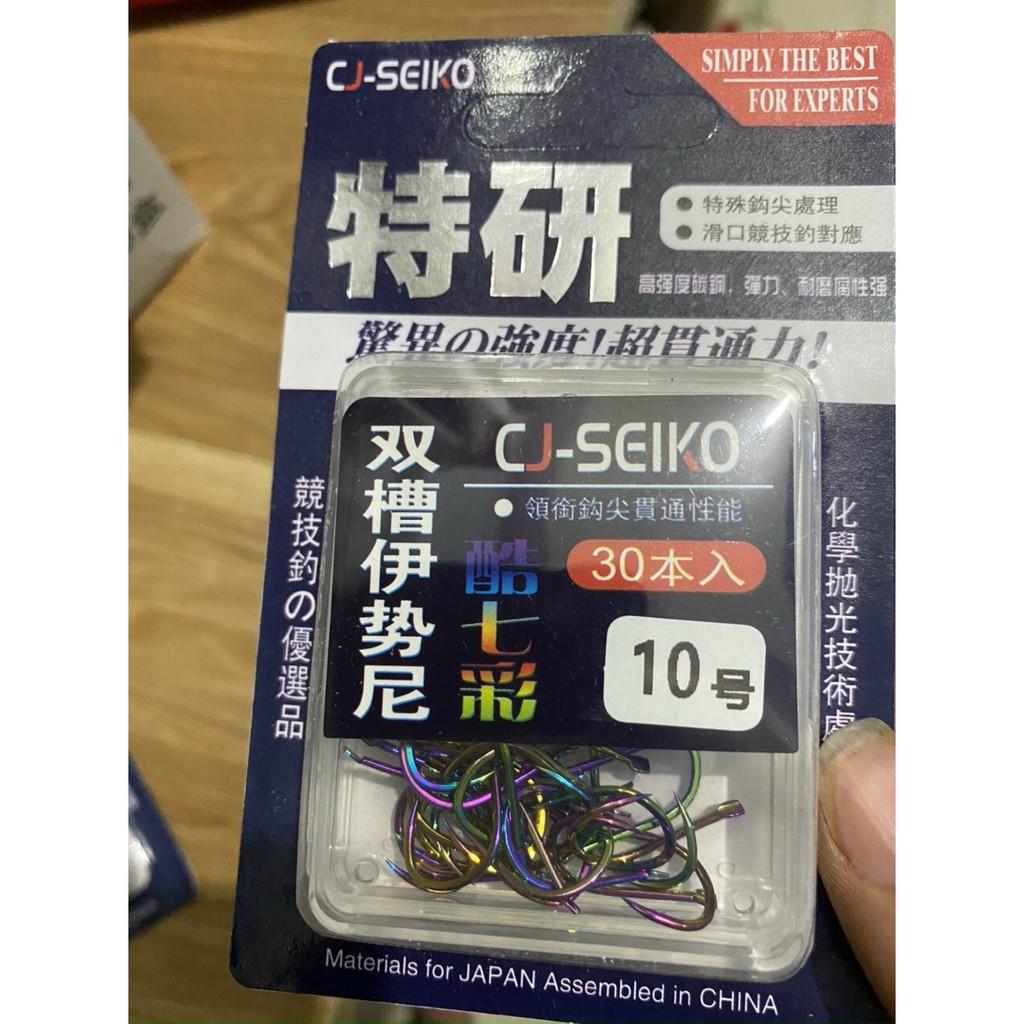 CJ-SEIKO
SIMPLY THE BEST
FOR EXPERTS
特研
● 特殊鈎尖處理
● 滑口競技釣對應
高强度碳鋼．彈力、耐磨腐性强
驚異の強度!超貫通力!
競技釣の優選品
双槽伊势尼
CJ-SEIKO
● 領銜鈎尖貫通性能
酷七彩
30本入
10号
化學拋光技術處
Materials for JAPAN Assembled in CHINA